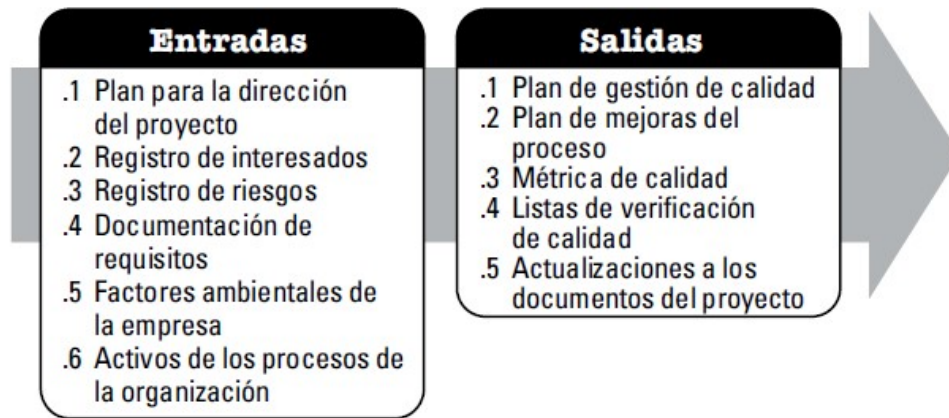 Entradas
.1 Plan para la dirección
del proyecto
.2 Registro de interesados
.3 Registro de riesgos
.4 Documentación de
requisitos
.5 Factores ambientales de
la empresa
.6 Activos de los procesos de
la organización
Salidas
.1 Plan de gestión de calidad
.2 Plan de mejoras del
proceso
.3 Métrica de calidad
.4 Listas de verificación
de calidad
.5 Actualizaciones a los
documentos del proyecto